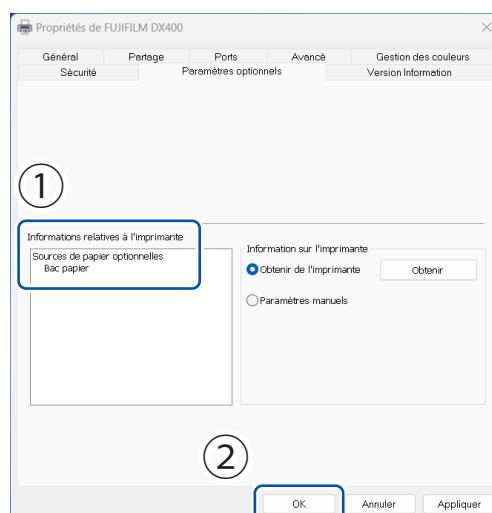 Propriétés de FUJIFILM DX400
Général Partage Ports Avancé Gestion des couleurs
Sécurité Paramètres optionnels Version Information
1
Informations relatives à l'imprimante
Sources de papier optionnelles
Bac papier
Information sur l'imprimante
Obtenir de l'imprimante Obtenir
Paramètres manuels
2
OK Annuler Appliquer